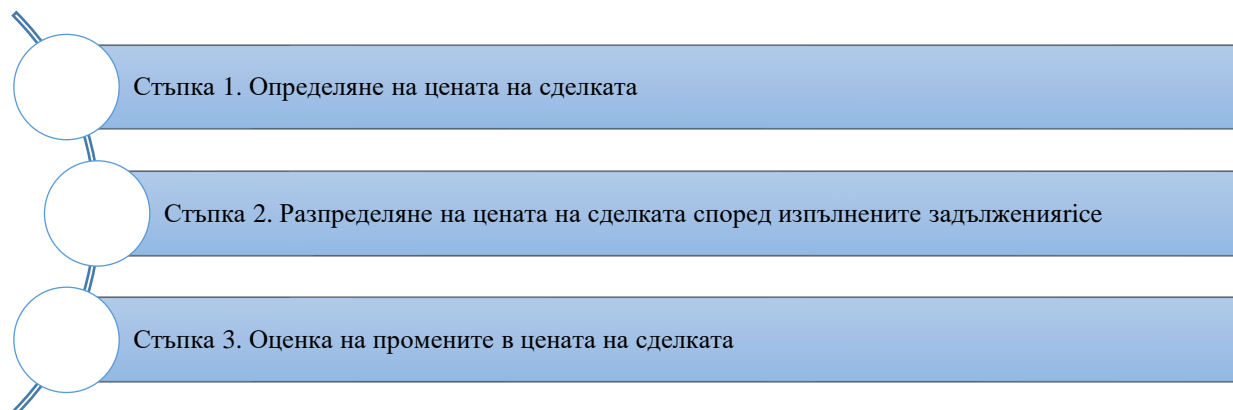 Стъпка 1. Определяне на цената на сделката
Стъпка 2. Разпределяне на цената на сделката според изпълнените задълженияrice
Стъпка 3. Оценка на промените в цената на сделката